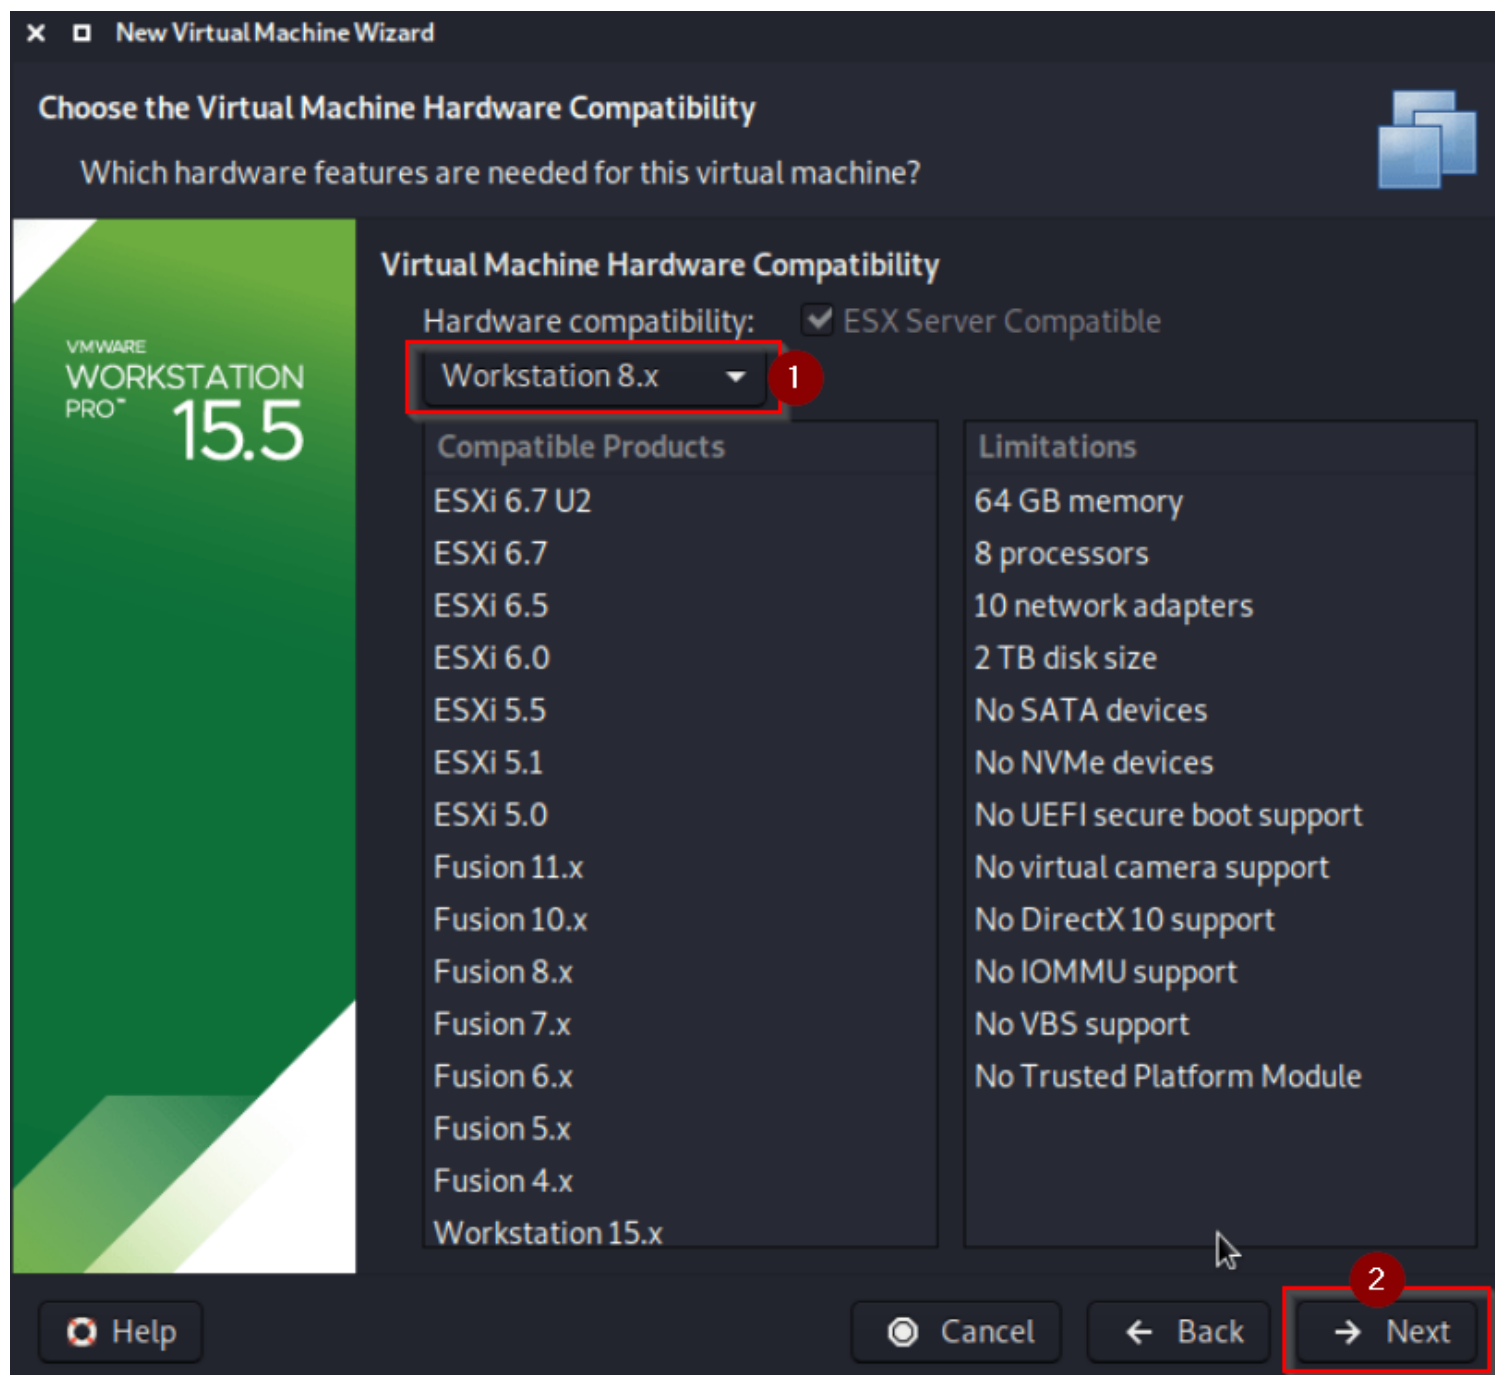 New Virtual Machine Wizard
Choose the Virtual Machine Hardware Compatibility
Which hardware features are needed for this virtual machine?
VMWARE
WORKSTATION
PRO™
15.5
Virtual Machine Hardware Compatibility
Hardware compatibility:
ESX Server Compatible
Workstation 8.x
1
Compatible Products
ESXi 6.7 U2
ESXi 6.7
ESXi 6.5
ESXi 6.0
ESXi 5.5
ESXi 5.1
ESXi 5.0
Fusion 11.x
Fusion 10.x
Fusion 8.x
Fusion 7.x
Fusion 6.x
Fusion 5.x
Fusion 4.x
Workstation 15.x
Limitations
64 GB memory
8 processors
10 network adapters
2 TB disk size
No SATA devices
No NVMe devices
No UEFI secure boot support
No virtual camera support
No DirectX 10 support
No IOMMU support
No VBS support
No Trusted Platform Module
2
Help
Cancel
Back
Next